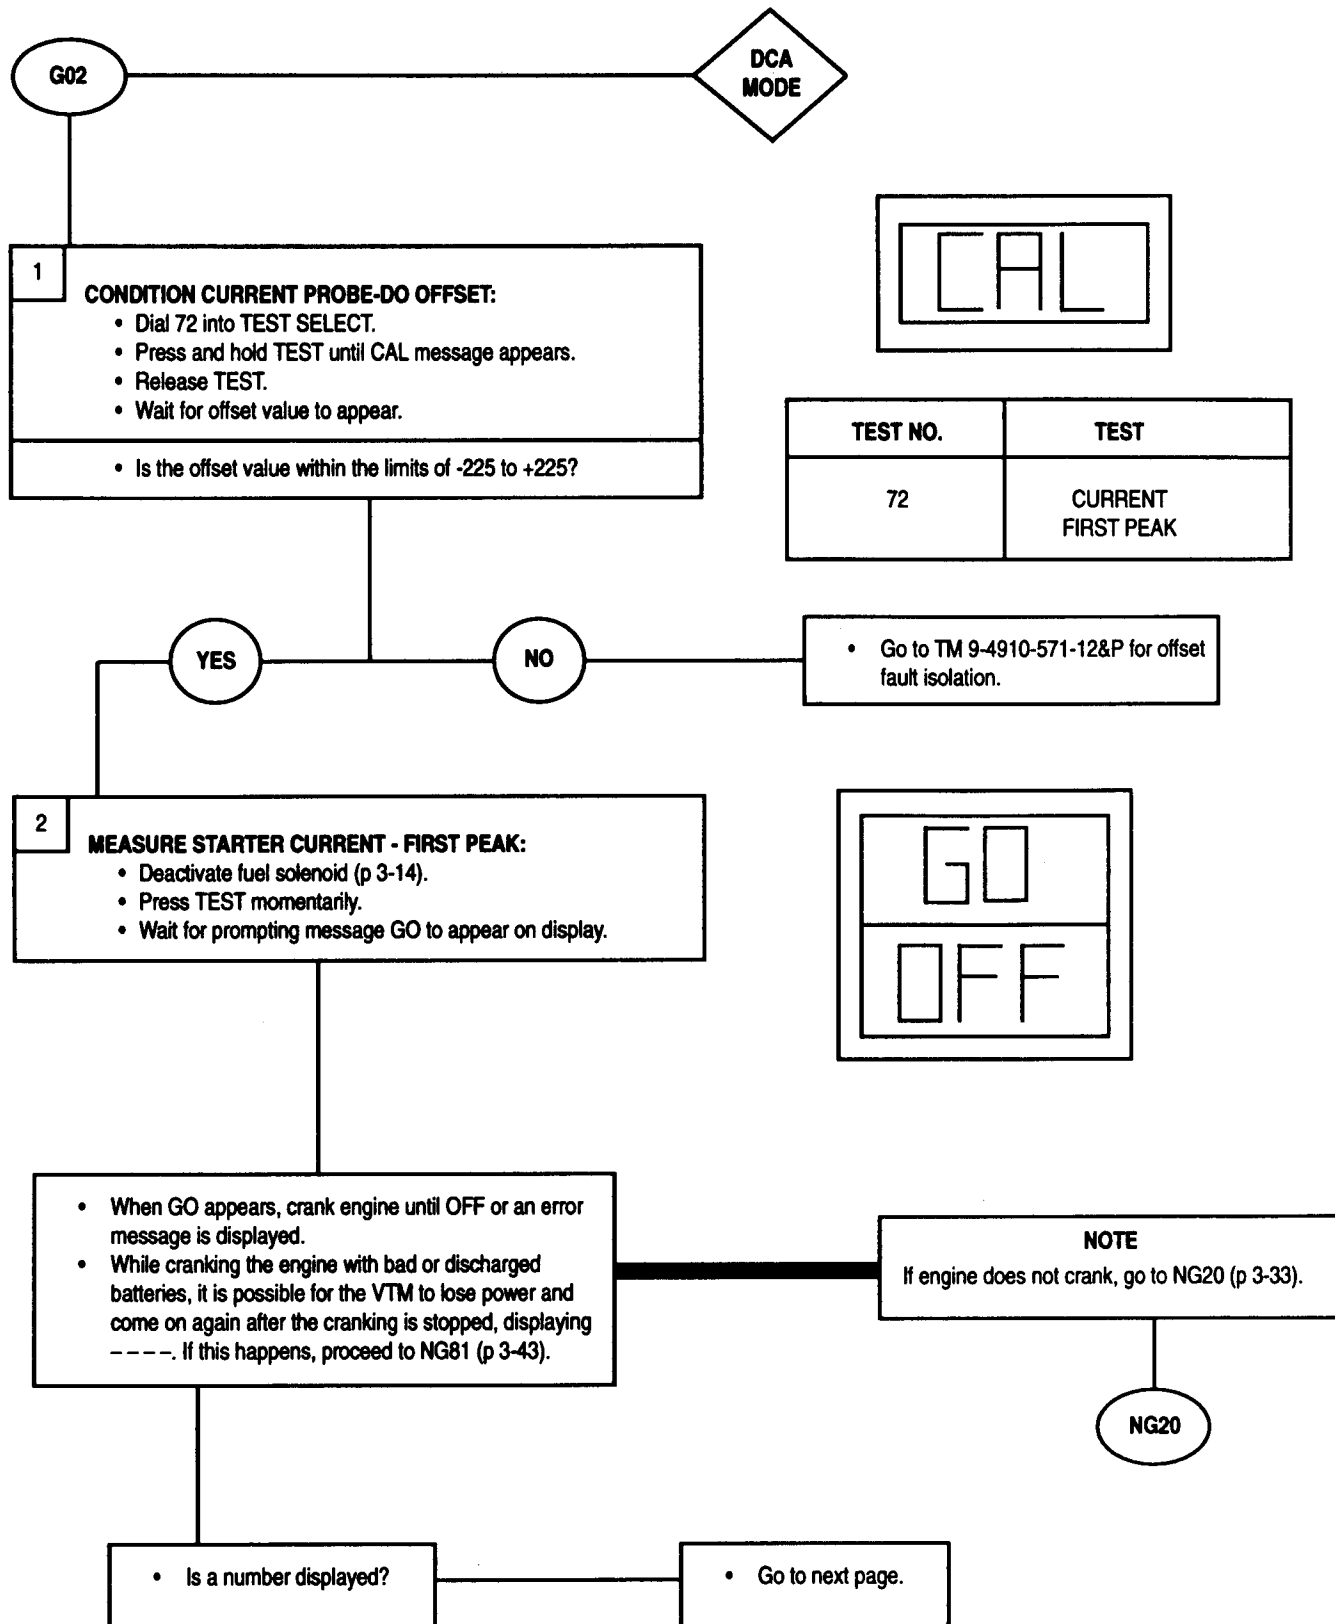 G02
DCA
MODE
1
CONDITION CURRENT PROBE-DO OFFSET:
• Dial 72 into TEST SELECT.
• Press and hold TEST until CAL message appears.
• Release TEST.
• Wait for offset value to appear.
• Is the offset value within the limits of -225 to +225?
CAL
TEST NO. TEST
72 CURRENT
FIRST PEAK
YES
NO
• Go to TM 9-4910-571-12&P for offset
fault isolation.
2
MEASURE STARTER CURRENT - FIRST PEAK:
• Deactivate fuel solenoid (p 3-14).
• Press TEST momentarily.
• Wait for prompting message GO to appear on display.
GO
OFF
• When GO appears, crank engine until OFF or an error
message is displayed.
• While cranking the engine with bad or discharged
batteries, it is possible for the VTM to lose power and
come on again after the cranking is stopped, displaying
– – – –. If this happens, proceed to NG81 (p 3-43).
NOTE
If engine does not crank, go to NG20 (p 3-33).
NG20
• Is a number displayed?
• Go to next page.